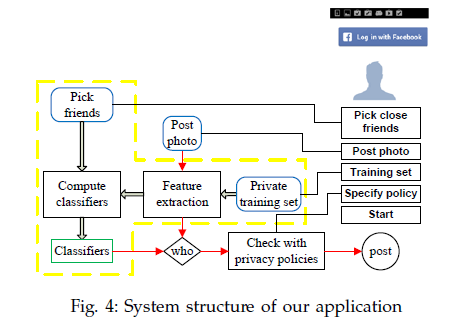 Log in with Facebook
Pick
friends
Pick close
friends
Post
photo
Post photo
Training set
Compute
classifiers
Feature
extraction
Private
training set
Specify policy
Start
Classifiers
who
Check with
privacy policies
post
Fig. 4: System structure of our application